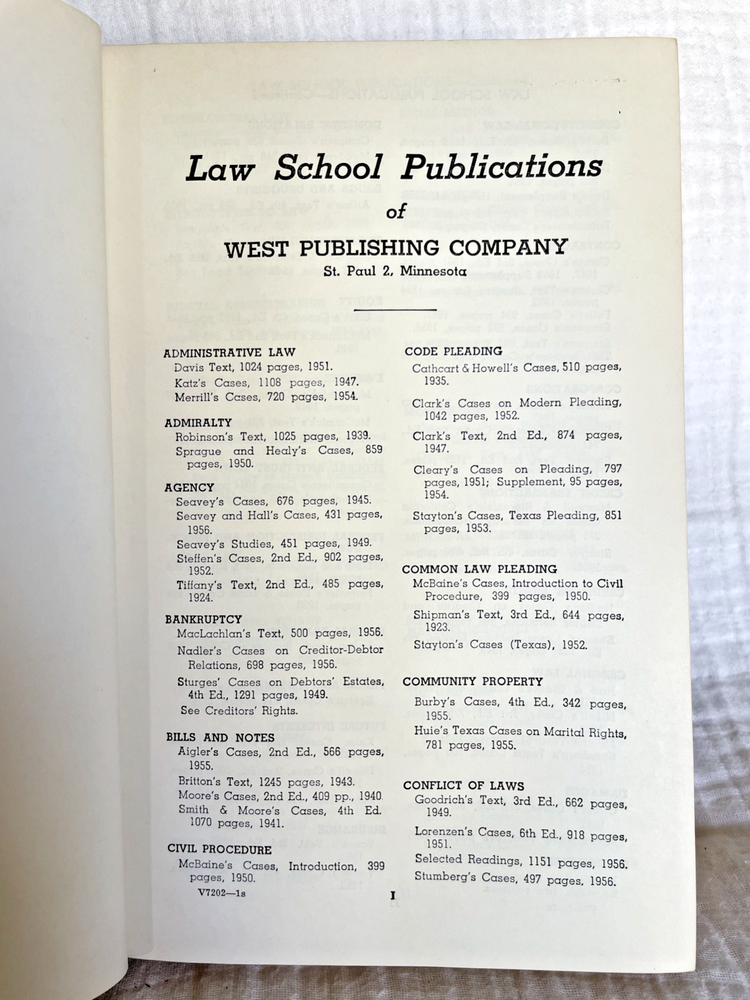 Law School Publications
of
WEST PUBLISHING COMPANY
St. Paul 2, Minnesota
ADMINISTRATIVE LAW
Davis Text, 1024 pages, 1951.
Katz's Cases, 1108 pages, 1947.
Merrill's Cases, 720 pages, 1954.
ADMIRALTY
Robinson's Text, 1025 pages, 1939.
Sprague and Healy's Cases, 859
pages, 1950.
AGENCY
Seavey's Cases, 676 pages, 1945.
Seavey and Hall's Cases, 431 pages,
1956.
Seavey's Studies, 451 pages, 1949.
Steffen's Cases, 2nd Ed., 902 pages,
1952.
Tiffany's Text, 2nd Ed., 485 pages,
1924.
BANKRUPTCY
MacLachlan's Text, 500 pages, 1956.
Nadler's Cases on Creditor-Debtor
Relations, 698 pages, 1956.
Sturges' Cases on Debtors' Estates,
4th Ed., 1291 pages, 1949.
See Creditors' Rights.
BILLS AND NOTES
Aigler's Cases, 2nd Ed., 566 pages,
1955.
Britton's Text, 1245 pages, 1943.
Moore's Cases, 2nd Ed., 409 pp., 1940.
Smith & Moore's Cases, 4th Ed.
1070 pages, 1941.
CIVIL PROCEDURE
McBaine's Cases, Introduction, 399
pages, 1950.
V7202—1s
CODE PLEADING
Cathcart & Howell's Cases, 510 pages,
1935.
Clark's Cases on Modern Pleading,
1042 pages, 1952.
Clark's Text, 2nd Ed., 874 pages,
1947.
Cleary's Cases on Pleading, 797
pages, 1951; Supplement, 95 pages,
1954.
Stayton's Cases, Texas Pleading, 851
pages, 1953.
COMMON LAW PLEADING
McBaine's Cases, Introduction to Civil
Procedure, 399 pages, 1950.
Shipman's Text, 3rd Ed., 644 pages,
1923.
Stayton's Cases (Texas), 1952.
COMMUNITY PROPERTY
Burby's Cases, 4th Ed., 342 pages,
1955.
Huie's Texas Cases on Marital Rights,
781 pages, 1955.
CONFLICT OF LAWS
Goodrich's Text, 3rd Ed., 662 pages,
1949.
Lorenzen's Cases, 6th Ed., 918 pages,
1951.
Selected Readings, 1151 pages, 1956.
Stumberg's Cases, 497 pages, 1956.
I